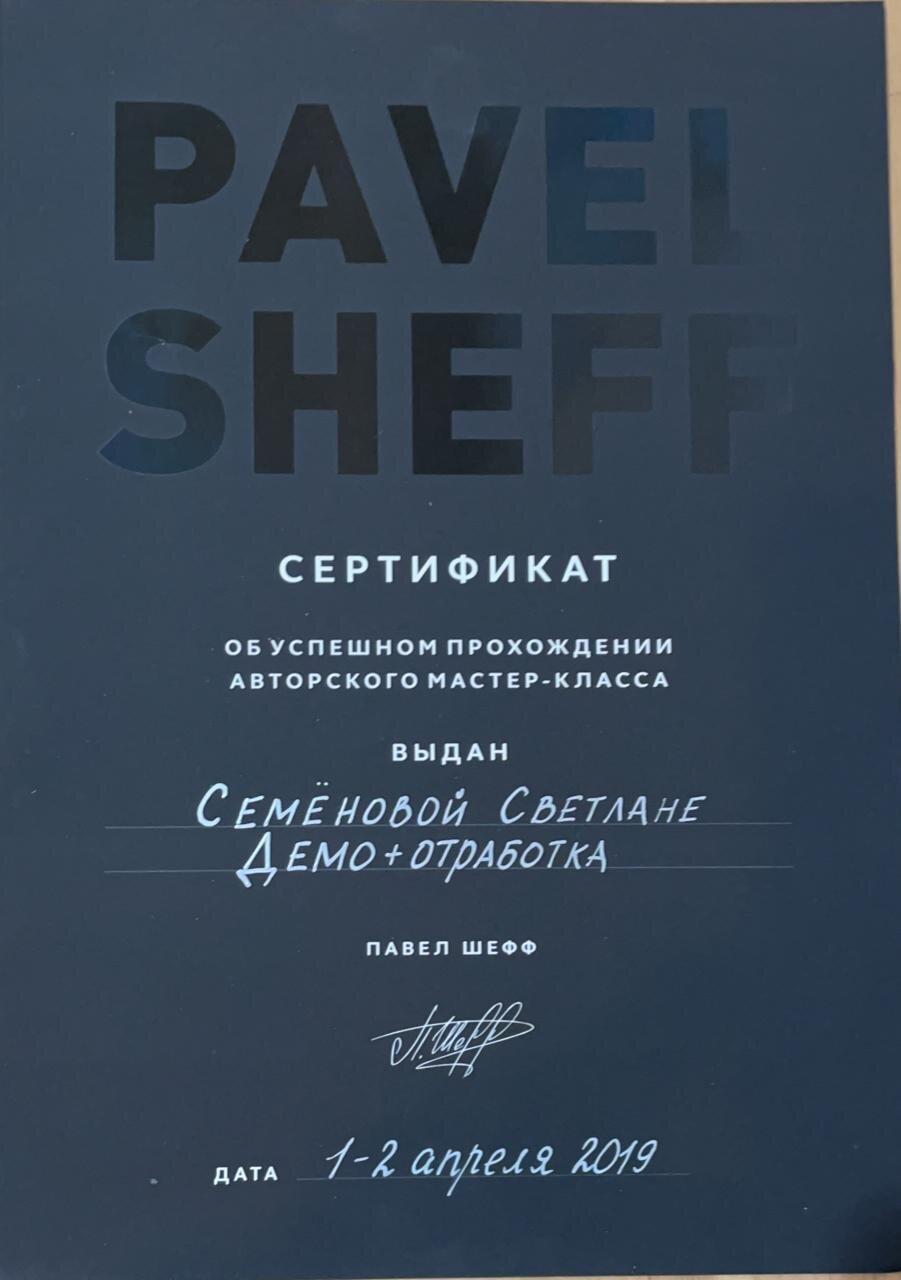 PAVEL
SHEFF
СЕРТИФИКАТ
ОБ УСПЕШНОМ ПРОХОЖДЕНИИ
АВТОРСКОГО МАСТЕР-КЛАССА
ВЫДАН
СЕМЁНОВОЙ СВЕТЛАНЕ
ДЕМО+ОТРАБОТКА
ПАВЕЛ ШЕФФ
П. Шефф
ДАТА 1-2 апреля 2019